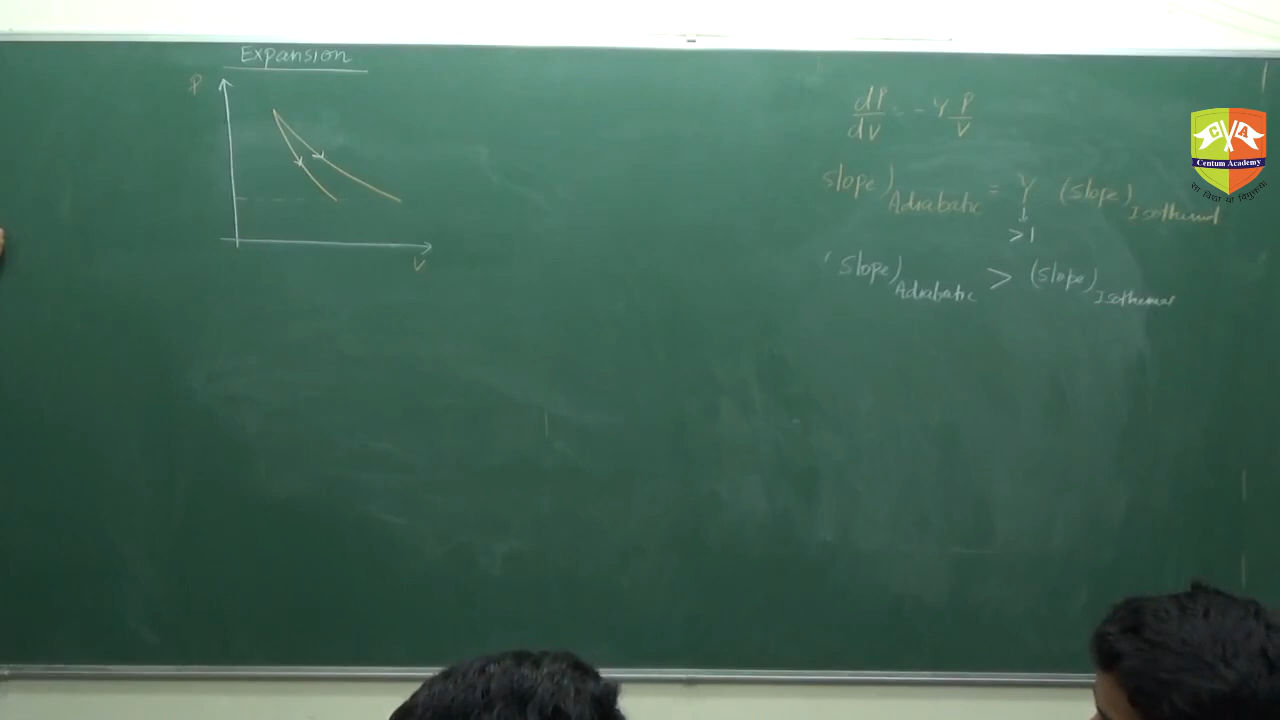 Expansion
P
V
dP/dV = - γ P/V
slope) Adiabatic = γ (slope) Isothermal
↓
>1
slope) Adiabatic > (slope) Isothermal
C A
Centum Academy